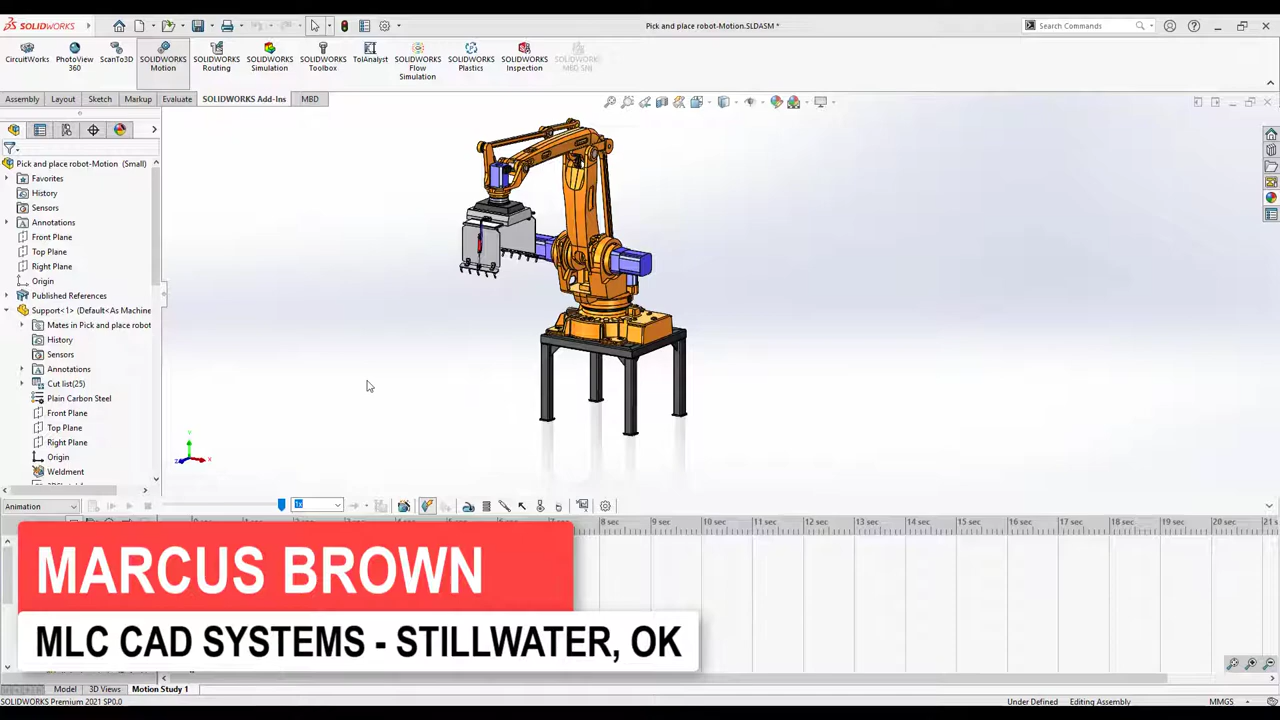 SOLIDWORKS
Pick and place robot-Motion.SLDASM *
Search Commands
CircuitWorks
PhotoView 360
ScanTo3D
SOLIDWORKS Motion
SOLIDWORKS Routing
SOLIDWORKS Simulation
SOLIDWORKS Toolbox
TolAnalyst
SOLIDWORKS Flow Simulation
SOLIDWORKS Plastics
SOLIDWORKS Inspection
SOLIDWORKS MBD SNL
Assembly
Layout
Sketch
Markup
Evaluate
SOLIDWORKS Add-Ins
MBD
Pick and place robot-Motion (Small)
Favorites
History
Sensors
Annotations
Front Plane
Top Plane
Right Plane
Origin
Published References
Support<1> (Default<As Machine
Mates in Pick and place robot
History
Sensors
Annotations
Cut list(25)
Plain Carbon Steel
Front Plane
Top Plane
Right Plane
Origin
Weldment
Y
Z
X
Animation
1x
8 sec
9 sec
10 sec
11 sec
12 sec
13 sec
14 sec
15 sec
16 sec
17 sec
18 sec
19 sec
20 sec
21 sec
MARCUS BROWN
MLC CAD SYSTEMS - STILLWATER, OK
Model
3D Views
Motion Study 1
SOLIDWORKS Premium 2021 SP0.0
Under Defined
Editing Assembly
MMGS